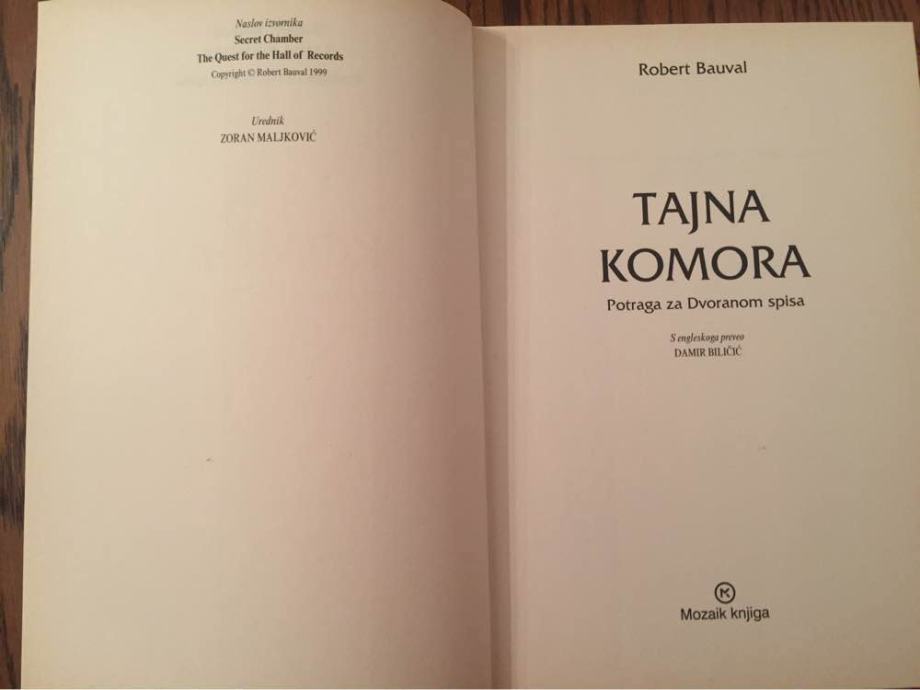 Naslov izvornika
Secret Chamber
The Quest for the Hall of Records
Copyright © Robert Bauval 1999
Urednik
ZORAN MALJKOVIĆ
Robert Bauval
TAJNA
KOMORA
Potraga za Dvoranom spisa
S engleskoga preveo
DAMIR BILIČIĆ
Mozaik knjiga